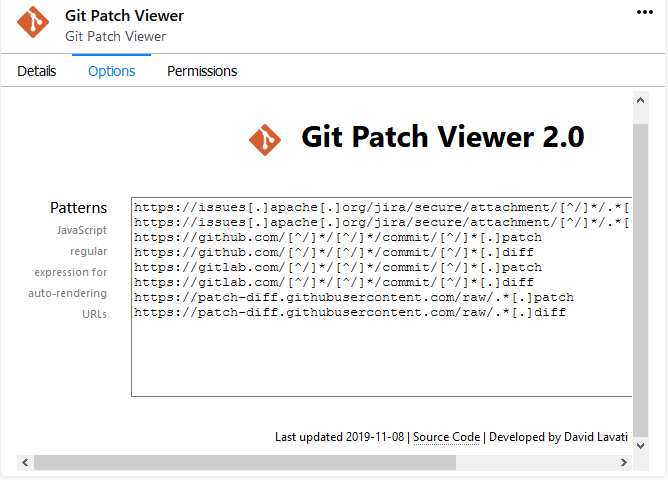 Git Patch Viewer
Git Patch Viewer
Details Options Permissions
Git Patch Viewer 2.0
Patterns
JavaScript
regular
expression for
auto-rendering
URLs
https://issues[.]apache[.]org/jira/secure/attachment/[^/]*/.*[
https://issues[.]apache[.]org/jira/secure/attachment/[^/]*/.*[
https://github.com/[^/]*/[^/]*/commit/[^/]*[.]patch
https://github.com/[^/]*/[^/]*/commit/[^/]*[.]diff
https://gitlab.com/[^/]*/[^/]*/commit/[^/]*[.]patch
https://gitlab.com/[^/]*/[^/]*/commit/[^/]*[.]diff
https://patch-diff.githubusercontent.com/raw/.*[.]patch
https://patch-diff.githubusercontent.com/raw/.*[.]diff
Last updated 2019-11-08 | Source Code | Developed by David Lavati